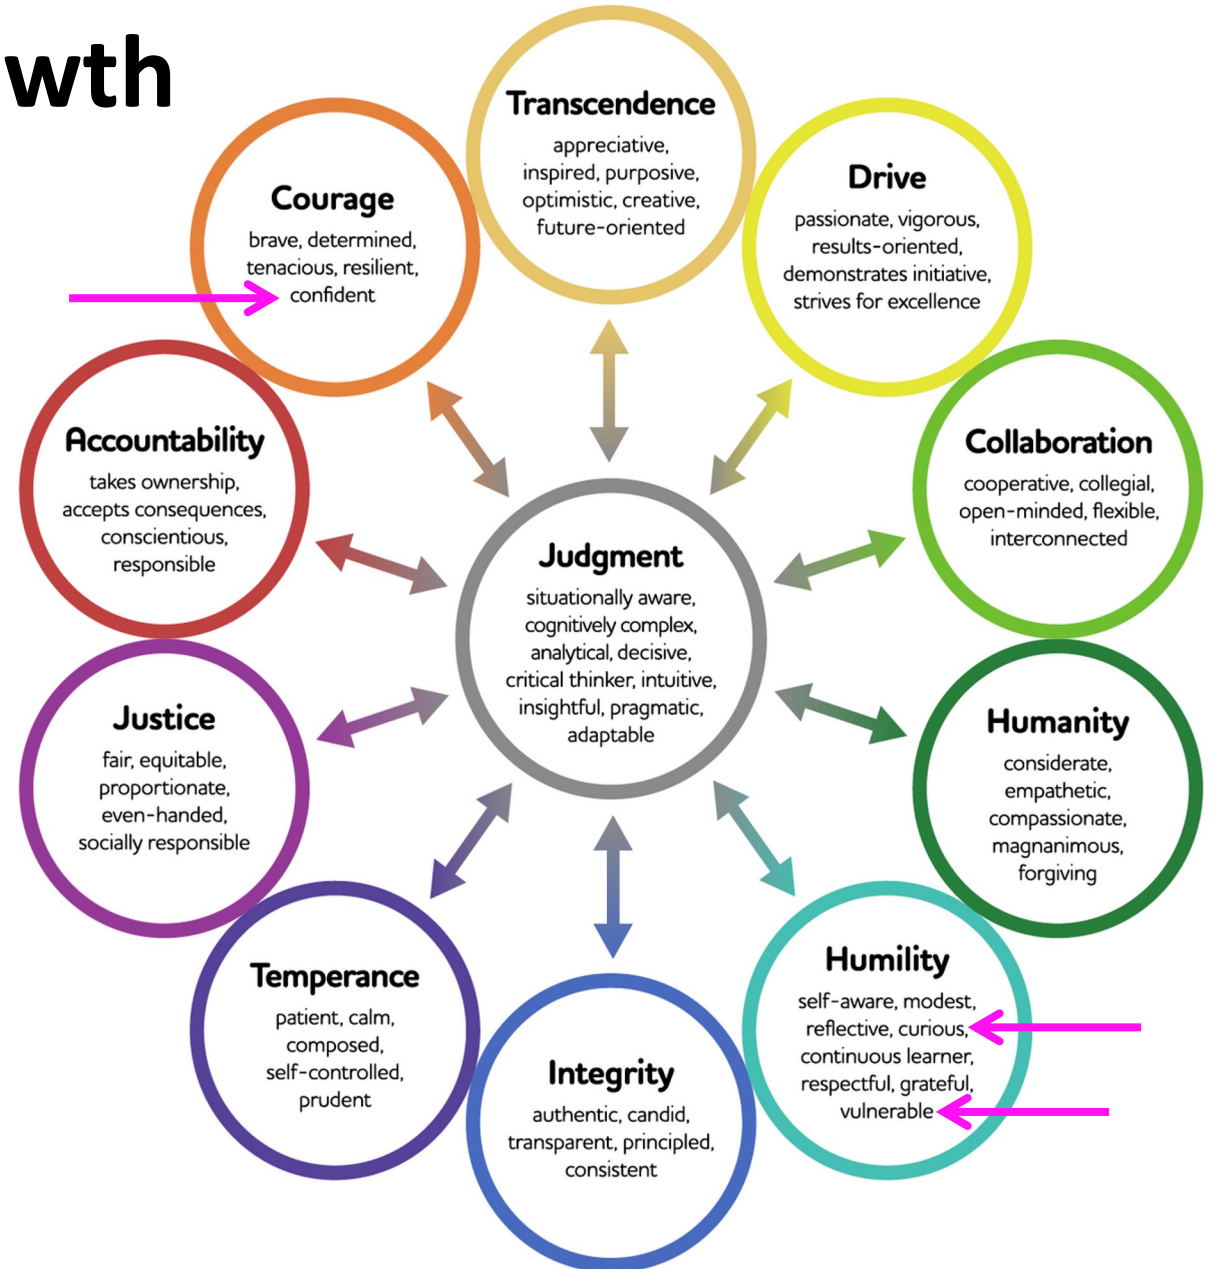 wth
Transcendence
appreciative,
inspired, purposive,
optimistic, creative,
future-oriented
Courage
brave, determined,
tenacious, resilient,
confident
Drive
passionate, vigorous,
results-oriented,
demonstrates initiative,
strives for excellence
Accountability
takes ownership,
accepts consequences,
conscientious,
responsible
Collaboration
cooperative, collegial,
open-minded, flexible,
interconnected
Judgment
situationally aware,
cognitively complex,
analytical, decisive,
critical thinker, intuitive,
insightful, pragmatic,
adaptable
Justice
fair, equitable,
proportionate,
even-handed,
socially responsible
Humanity
considerate,
empathetic,
compassionate,
magnanimous,
forgiving
Temperance
patient, calm,
composed,
self-controlled,
prudent
Humility
self-aware, modest,
reflective, curious,
continuous learner,
respectful, grateful,
vulnerable
Integrity
authentic, candid,
transparent, principled,
consistent